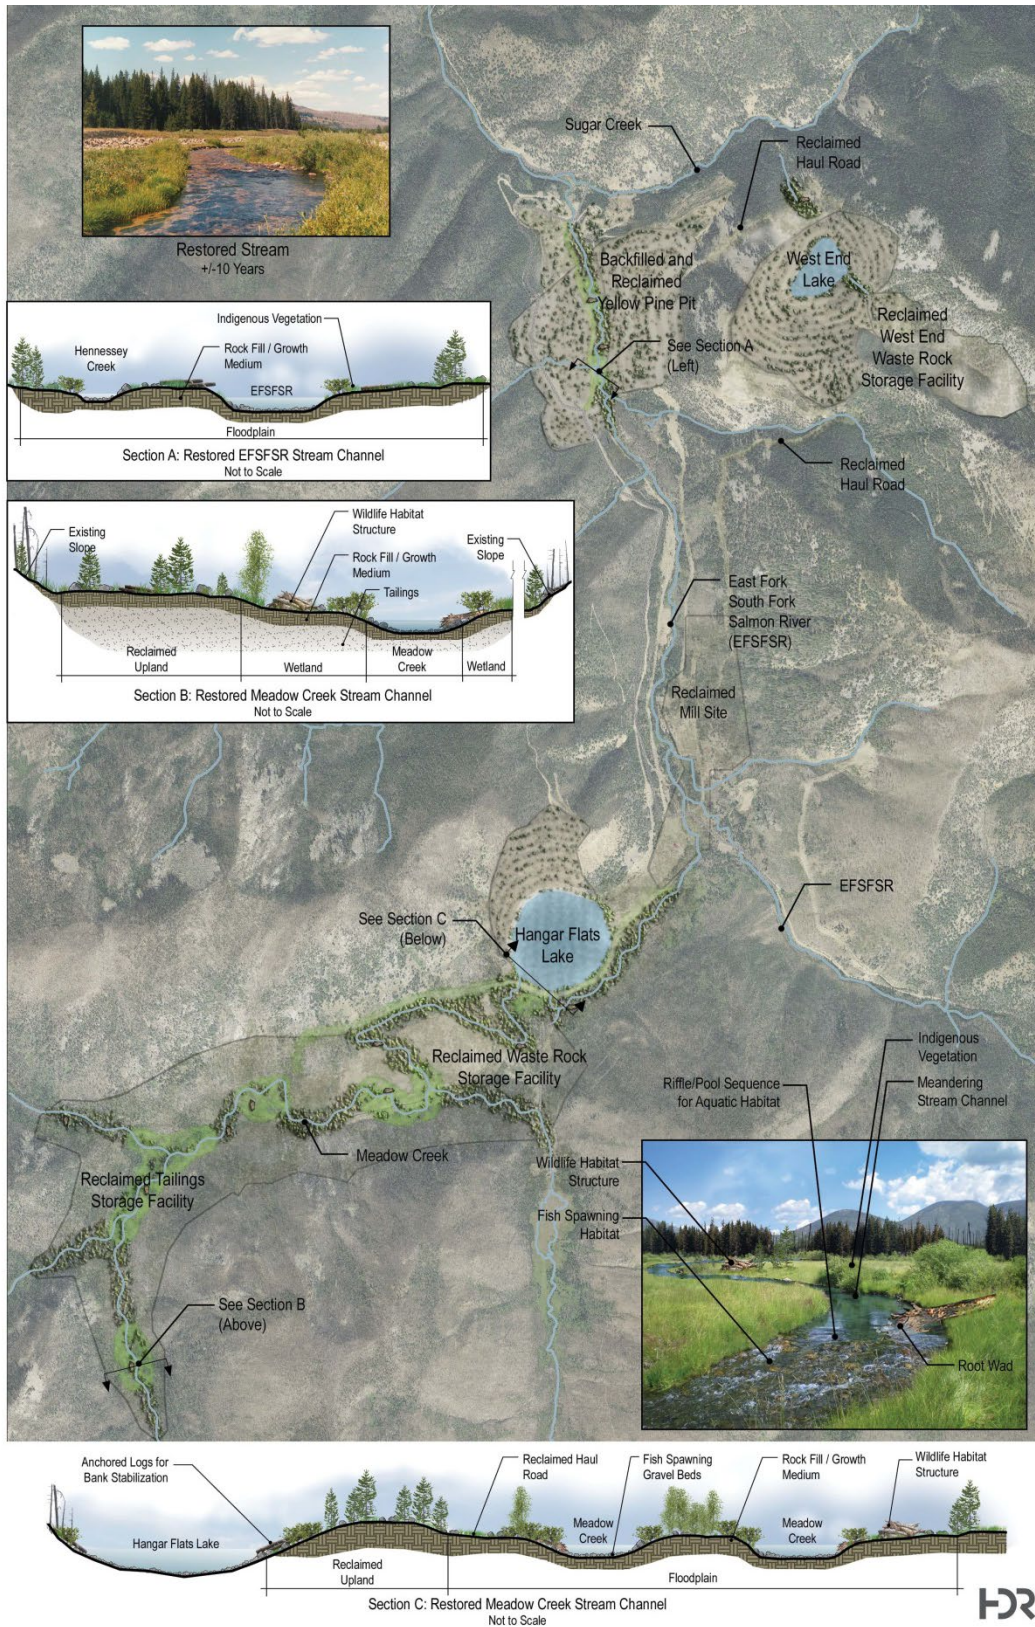 Sugar Creek
Reclaimed
Haul Road
Restored Stream
+/-10 Years
Backfilled and
Reclaimed
Yellow Pine Pit
West End
Lake
Reclaimed
West End
Waste Rock
Storage Facility
See Section A
(Left)
Indigenous Vegetation
Hennessey
Creek
Rock Fill / Growth
Medium
EFSFSR
Floodplain
Section A: Restored EFSFSR Stream Channel
Not to Scale
Reclaimed
Haul Road
Wildlife Habitat
Structure
Existing
Slope
Rock Fill / Growth
Medium
Existing
Slope
Tailings
Reclaimed
Upland
Wetland
Meadow
Creek
Wetland
Section B: Restored Meadow Creek Stream Channel
Not to Scale
East Fork
South Fork
Salmon River
(EFSFSR)
Reclaimed
Mill Site
EFSFSR
See Section C
(Below)
Hangar Flats
Lake
Reclaimed Waste Rock
Storage Facility
Indigenous
Vegetation
Riffle/Pool Sequence
for Aquatic Habitat
Meandering
Stream Channel
Meadow Creek
Wildlife Habitat
Structure
Reclaimed Tailings
Storage Facility
Fish Spawning
Habitat
See Section B
(Above)
Root Wad
Anchored Logs for
Bank Stabilization
Reclaimed Haul
Road
Fish Spawning
Gravel Beds
Rock Fill / Growth
Medium
Wildlife Habitat
Structure
Hangar Flats Lake
Meadow
Creek
Meadow
Creek
Reclaimed
Upland
Floodplain
Section C: Restored Meadow Creek Stream Channel
Not to Scale
HDR